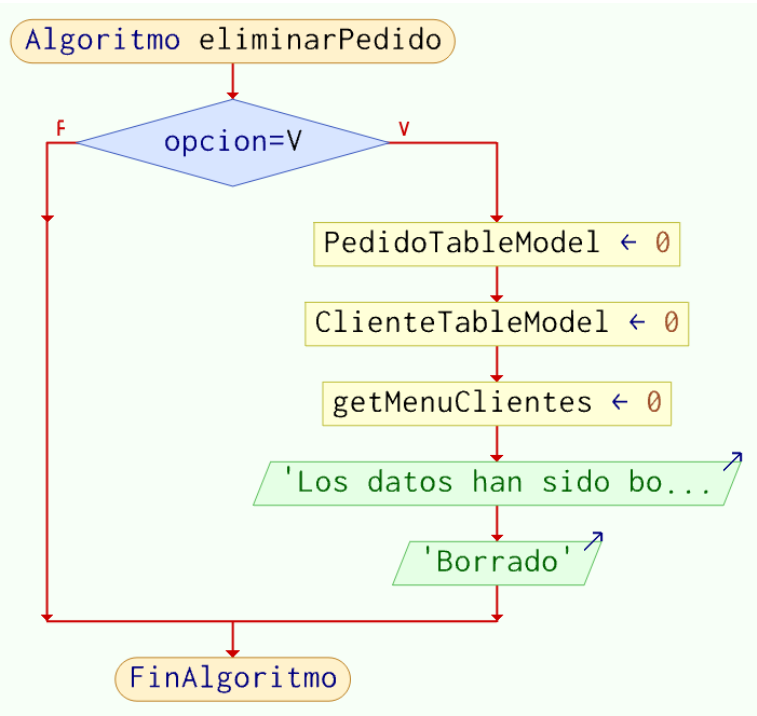 Algoritmo eliminarPedido
F
opcion=V
V
PedidoTableModel ← 0
ClienteTableModel ← 0
getMenuClientes ← 0
'Los datos han sido bo...
'Borrado'
FinAlgoritmo